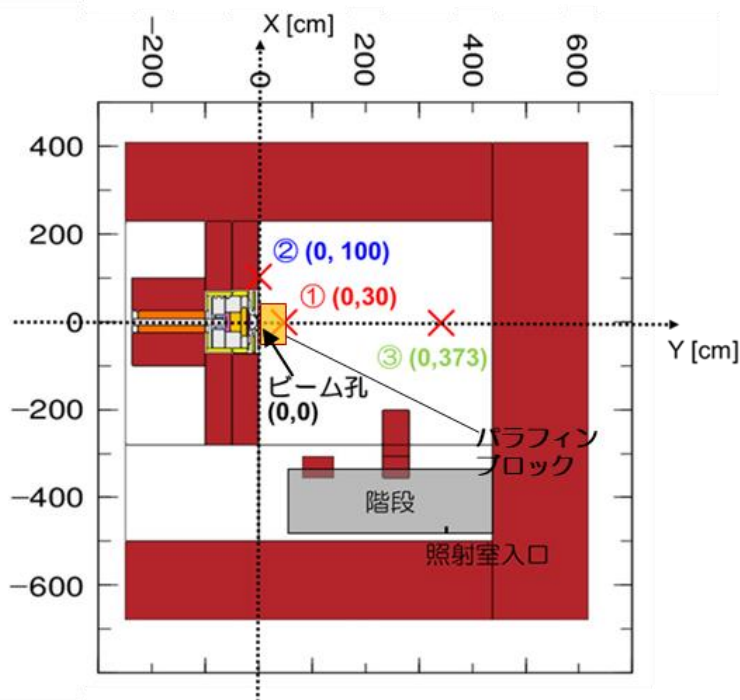 X [cm]
−200
0
200
400
600
400
200
0
−200
−400
−600
② (0, 100)
① (0,30)
③ (0,373)
Y [cm]
ビーム孔
(0,0)
パラフィン
ブロック
階段
照射室入口